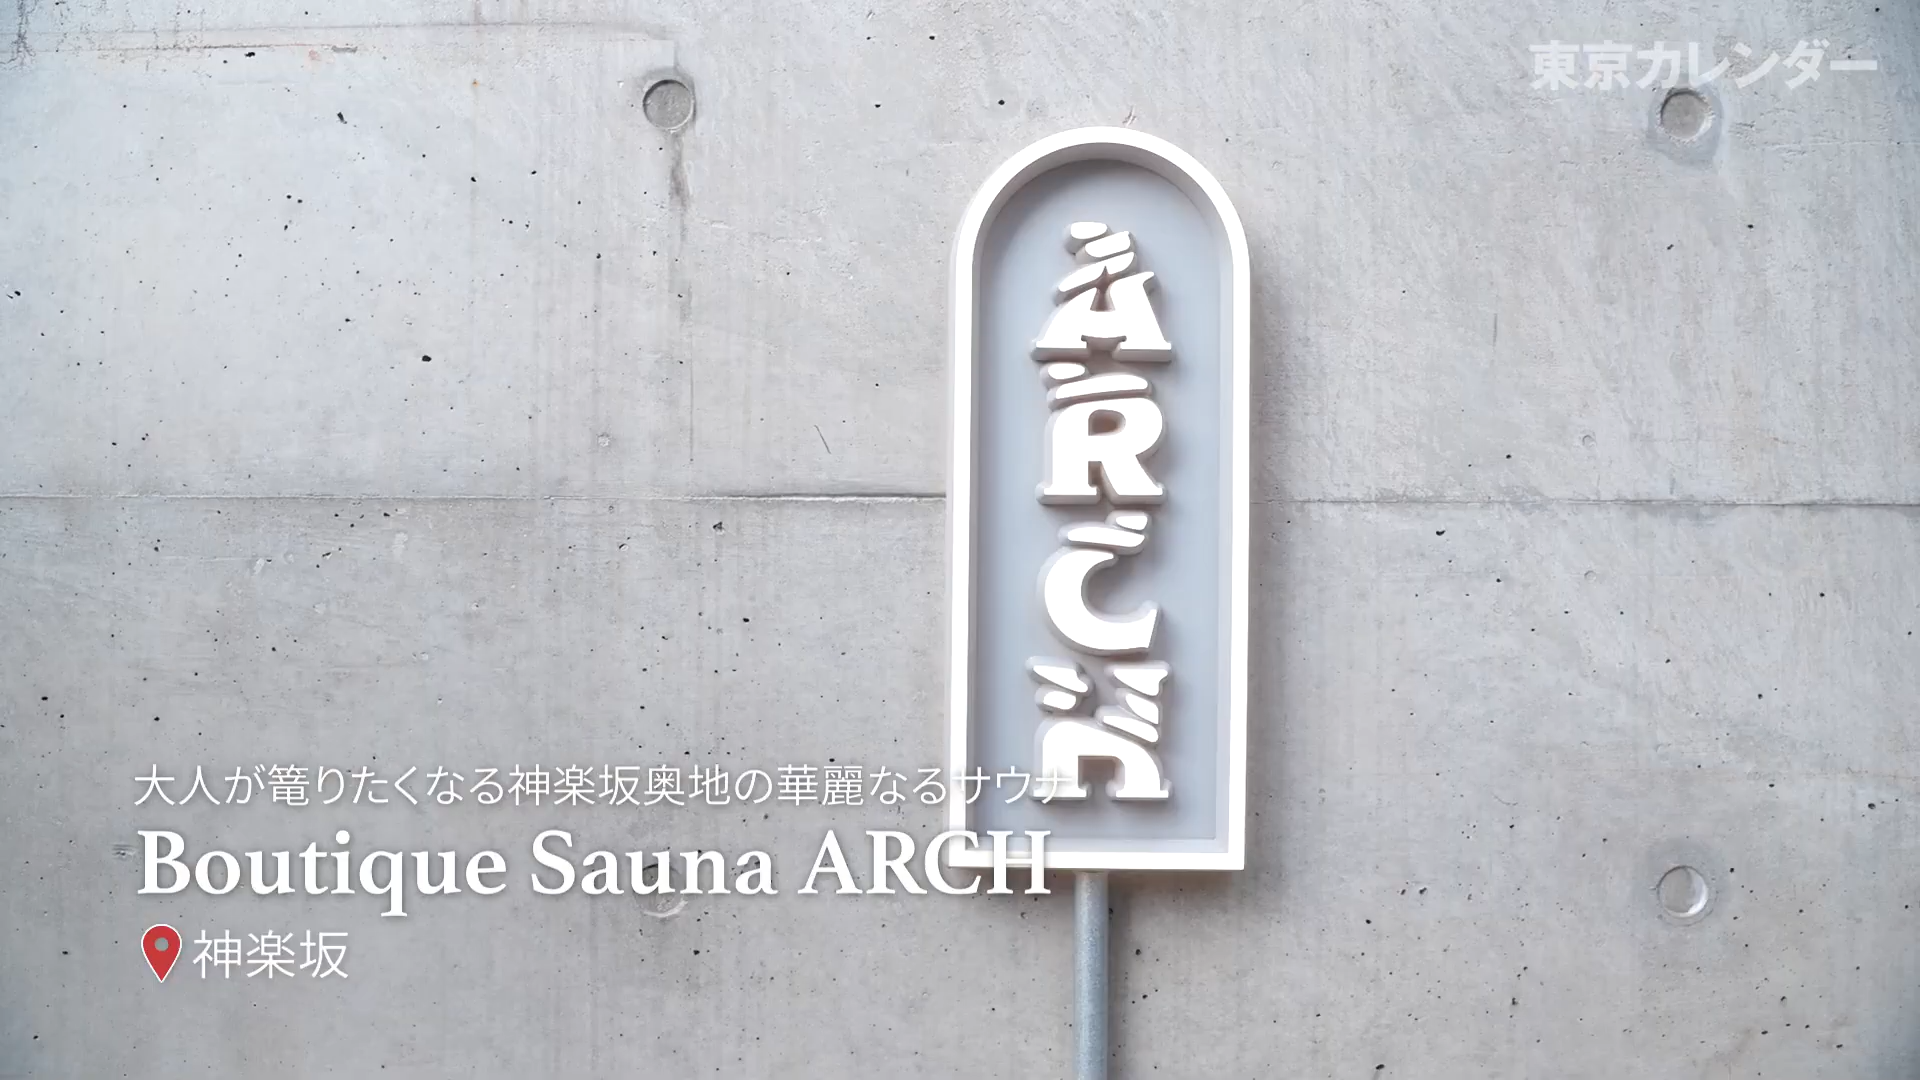 東京カレンダー
ARCH
大人が篭りたくなる神楽坂奥地の華麗なるサウナ
Boutique Sauna ARCH
神楽坂